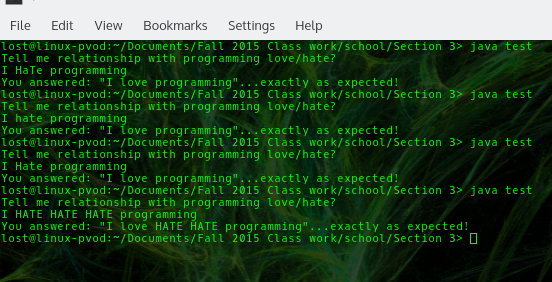 File Edit View Bookmarks Settings Help
lost@linux-pvod:~/Documents/Fall 2015 Class work/school/Section 3> java test
Tell me relationship with programming love/hate?
I HaTe programming
You answered: "I love programming"...exactly as expected!
lost@linux-pvod:~/Documents/Fall 2015 Class work/school/Section 3> java test
Tell me relationship with programming love/hate?
I hate programming
You answered: "I love programming"...exactly as expected!
lost@linux-pvod:~/Documents/Fall 2015 Class work/school/Section 3> java test
Tell me relationship with programming love/hate?
I Hate programming
You answered: "I love programming"...exactly as expected!
lost@linux-pvod:~/Documents/Fall 2015 Class work/school/Section 3> java test
Tell me relationship with programming love/hate?
I HATE HATE HATE programming
You answered: "I love HATE HATE programming"...exactly as expected!
lost@linux-pvod:~/Documents/Fall 2015 Class work/school/Section 3>